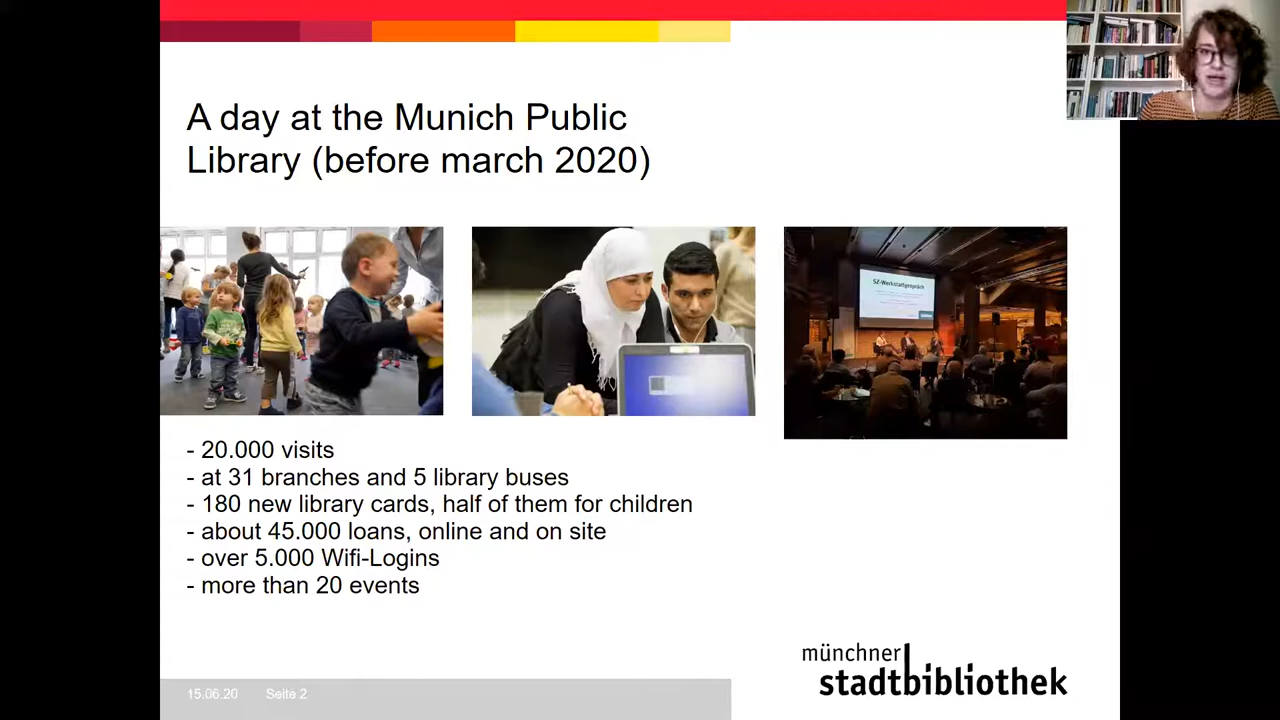 A day at the Munich Public
Library (before march 2020)
SZ-Werkstattgespräch
- 20.000 visits
- at 31 branches and 5 library buses
- 180 new library cards, half of them for children
- about 45.000 loans, online and on site
- over 5.000 Wifi-Logins
- more than 20 events
münchner
stadtbibliothek
15.06.20 Seite 2